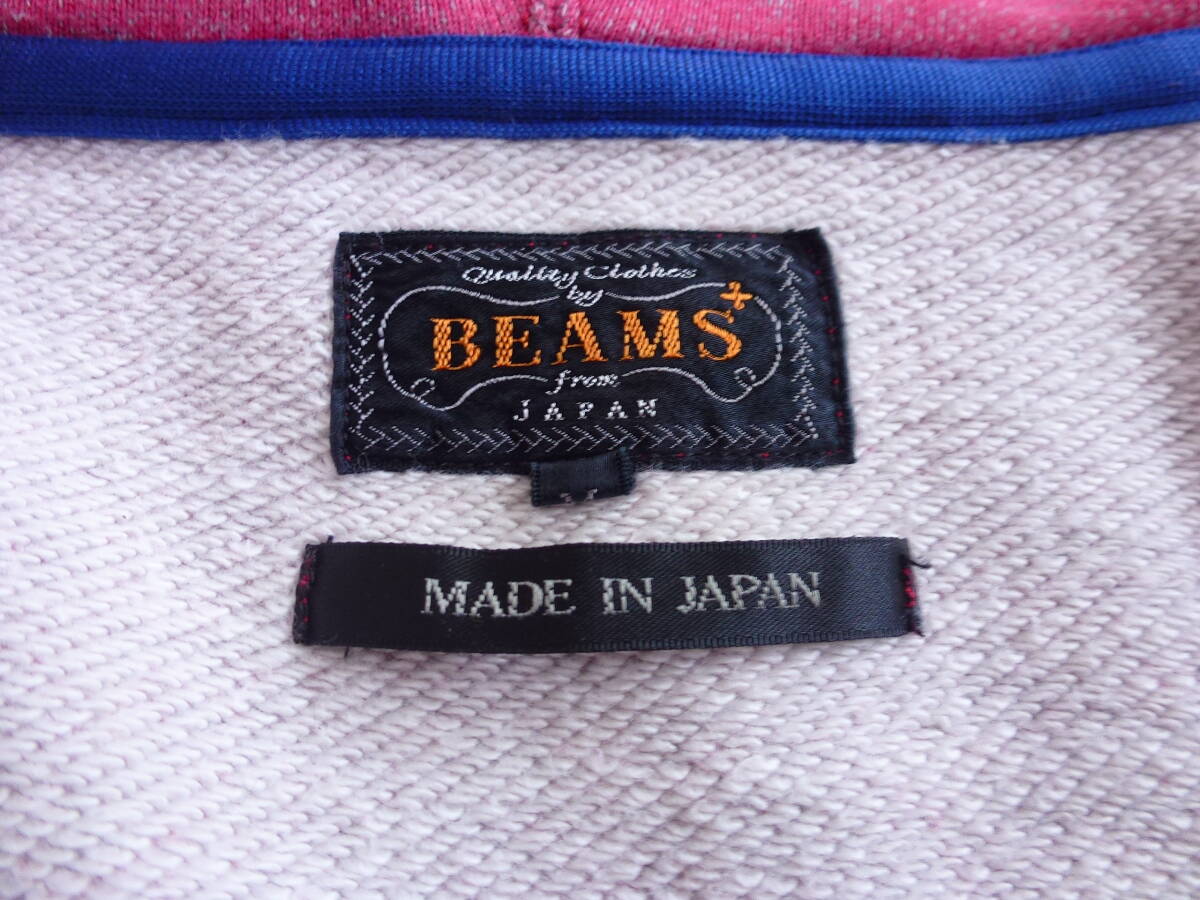 Quality Clothes
by
BEAMS+
from
JAPAN
MADE IN JAPAN